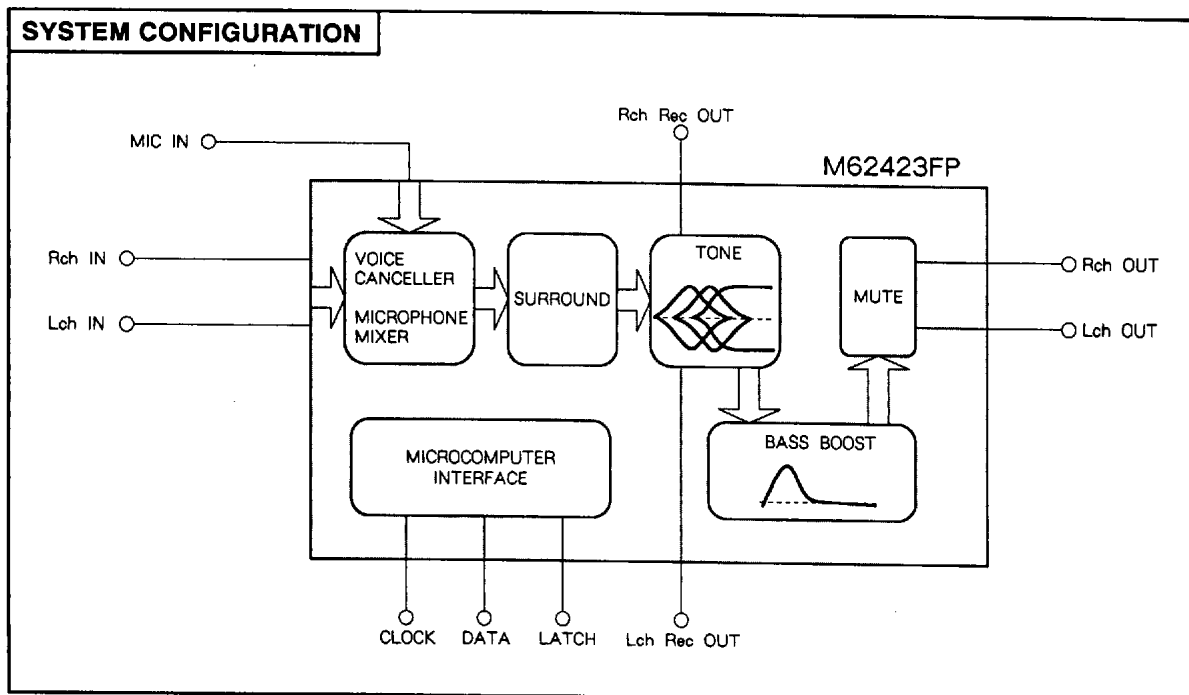 SYSTEM CONFIGURATION
Rch Rec OUT
MIC IN
M62423FP
Rch IN
Lch IN
VOICE
CANCELLER
MICROPHONE
MIXER
SURROUND
TONE
MUTE
Rch OUT
Lch OUT
MICROCOMPUTER
INTERFACE
BASS BOOST
CLOCK
DATA
LATCH
Lch Rec OUT